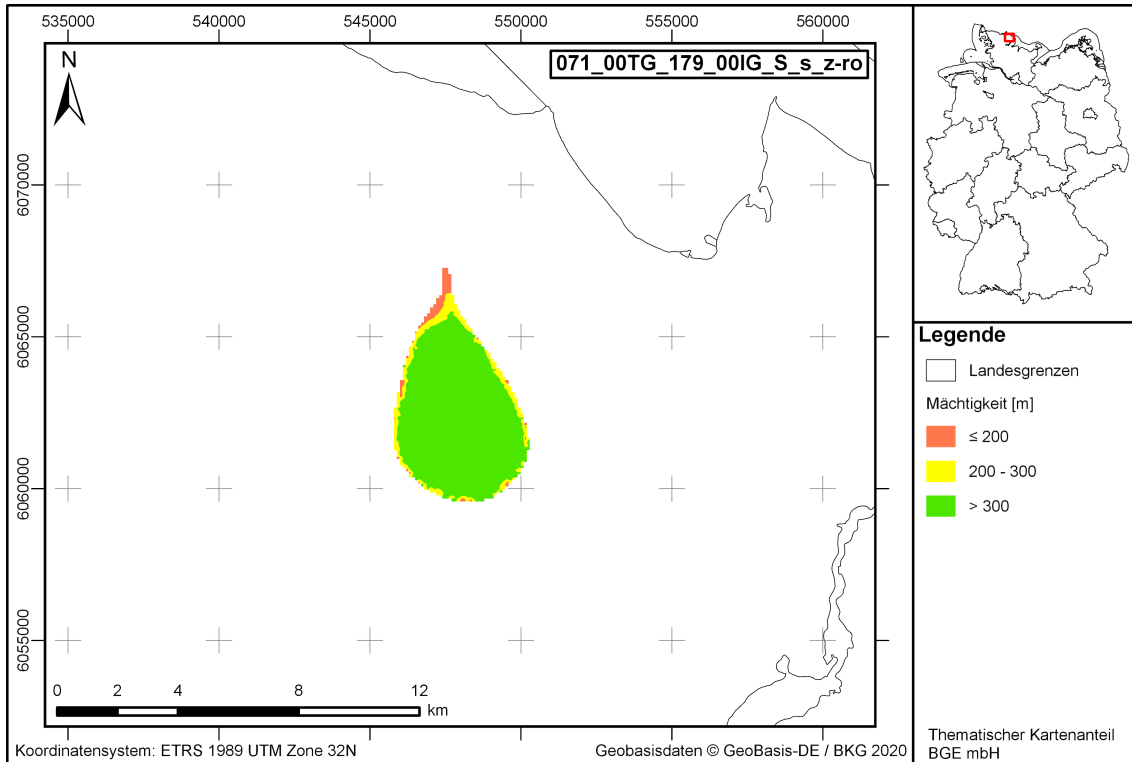 535000 540000 545000 550000 555000 560000
N
071_00TG_179_00IG_S_s_z-ro
6070000
6065000
6060000
6055000
0 2 4 8 12
km
Koordinatensystem: ETRS 1989 UTM Zone 32N
Geobasisdaten © GeoBasis-DE / BKG 2020
Legende
Landesgrenzen
Mächtigkeit [m]
≤ 200
200 - 300
> 300
Thematischer Kartenanteil
BGE mbH